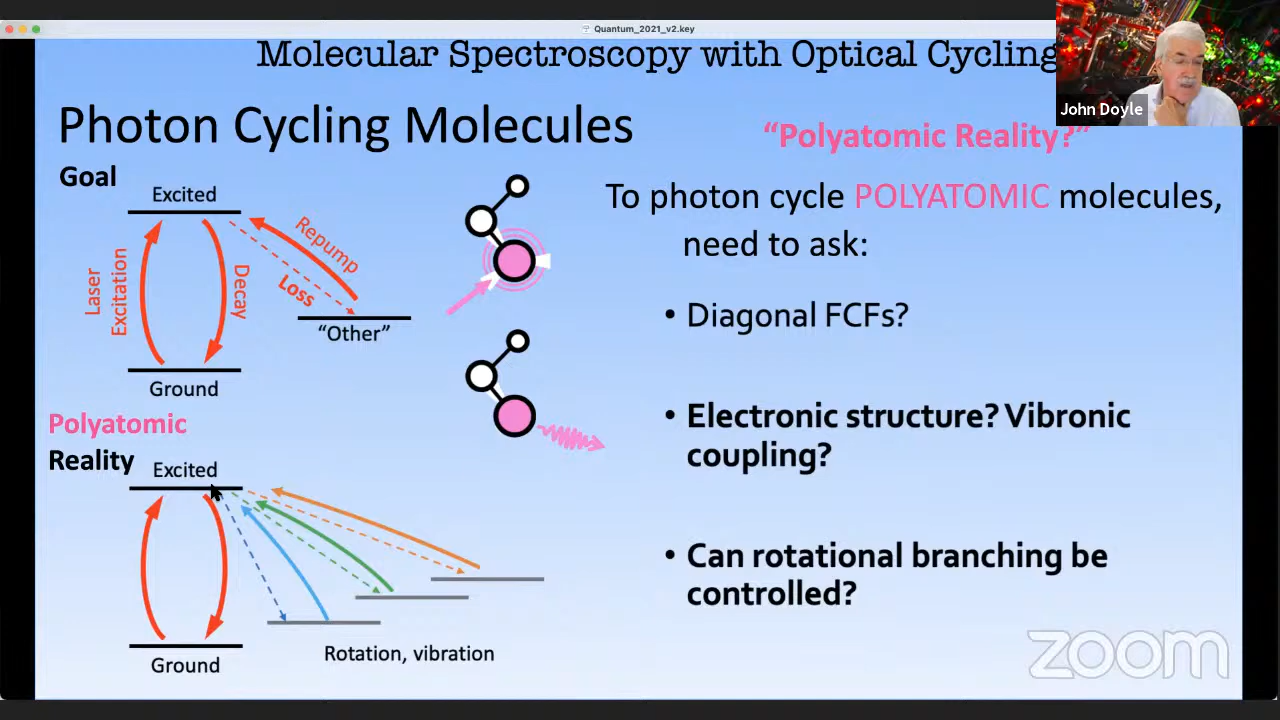 Quantum_2021_v2.key
Molecular Spectroscopy with Optical Cycling
John Doyle
Photon Cycling Molecules
"Polyatomic Reality?"
Goal
Excited
Laser
Excitation
Decay
Repump
Loss
"Other"
Ground
To photon cycle POLYATOMIC molecules,
need to ask:
• Diagonal FCFs?
• Electronic structure? Vibronic
coupling?
• Can rotational branching be
controlled?
Polyatomic
Reality
Excited
Ground
Rotation, vibration
zoom